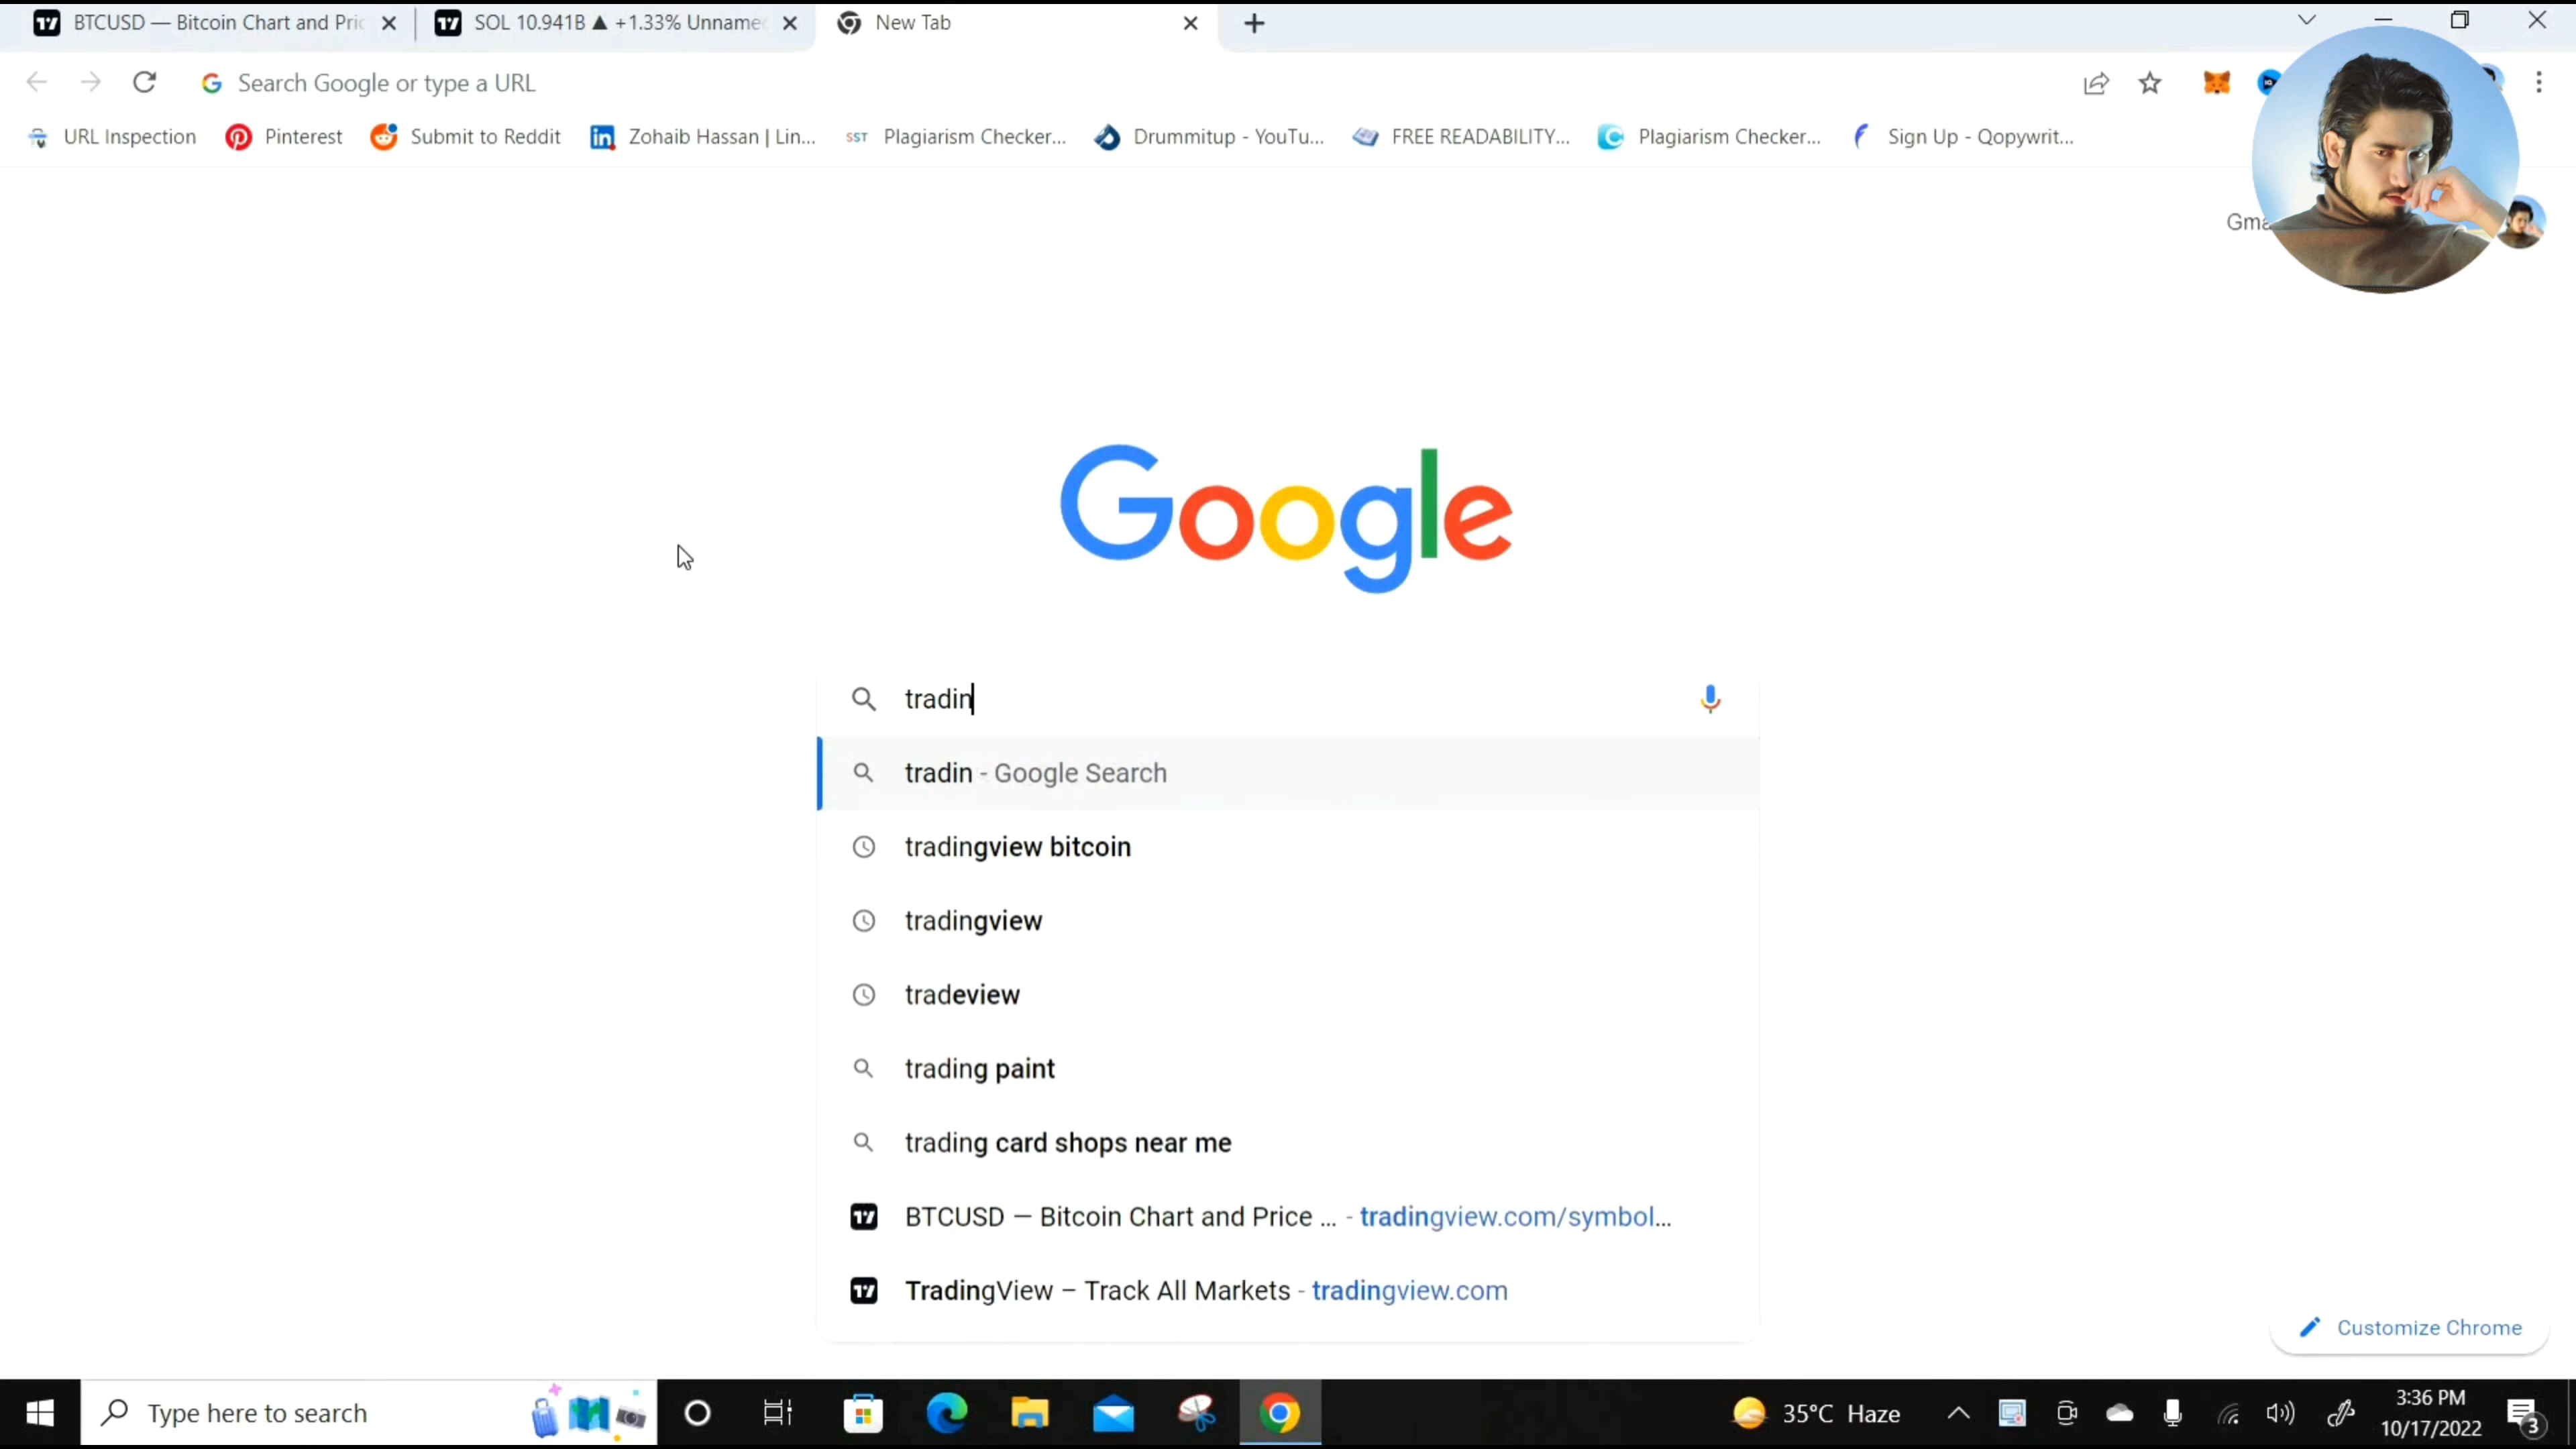 BTCUSD — Bitcoin Chart and Pric
SOL 10.941B ▲ +1.33% Unname
New Tab
Search Google or type a URL
URL Inspection
Pinterest
Submit to Reddit
Zohaib Hassan | Lin...
SST Plagiarism Checker...
Drummitup - YouTu...
FREE READABILITY...
Plagiarism Checker...
Sign Up - Qopywrit...
Gma
Google
tradin
tradin - Google Search
tradingview bitcoin
tradingview
tradeview
trading paint
trading card shops near me
BTCUSD — Bitcoin Chart and Price ... - tradingview.com/symbol...
TradingView – Track All Markets - tradingview.com
Customize Chrome
Type here to search
35°C Haze
3:36 PM
10/17/2022
3